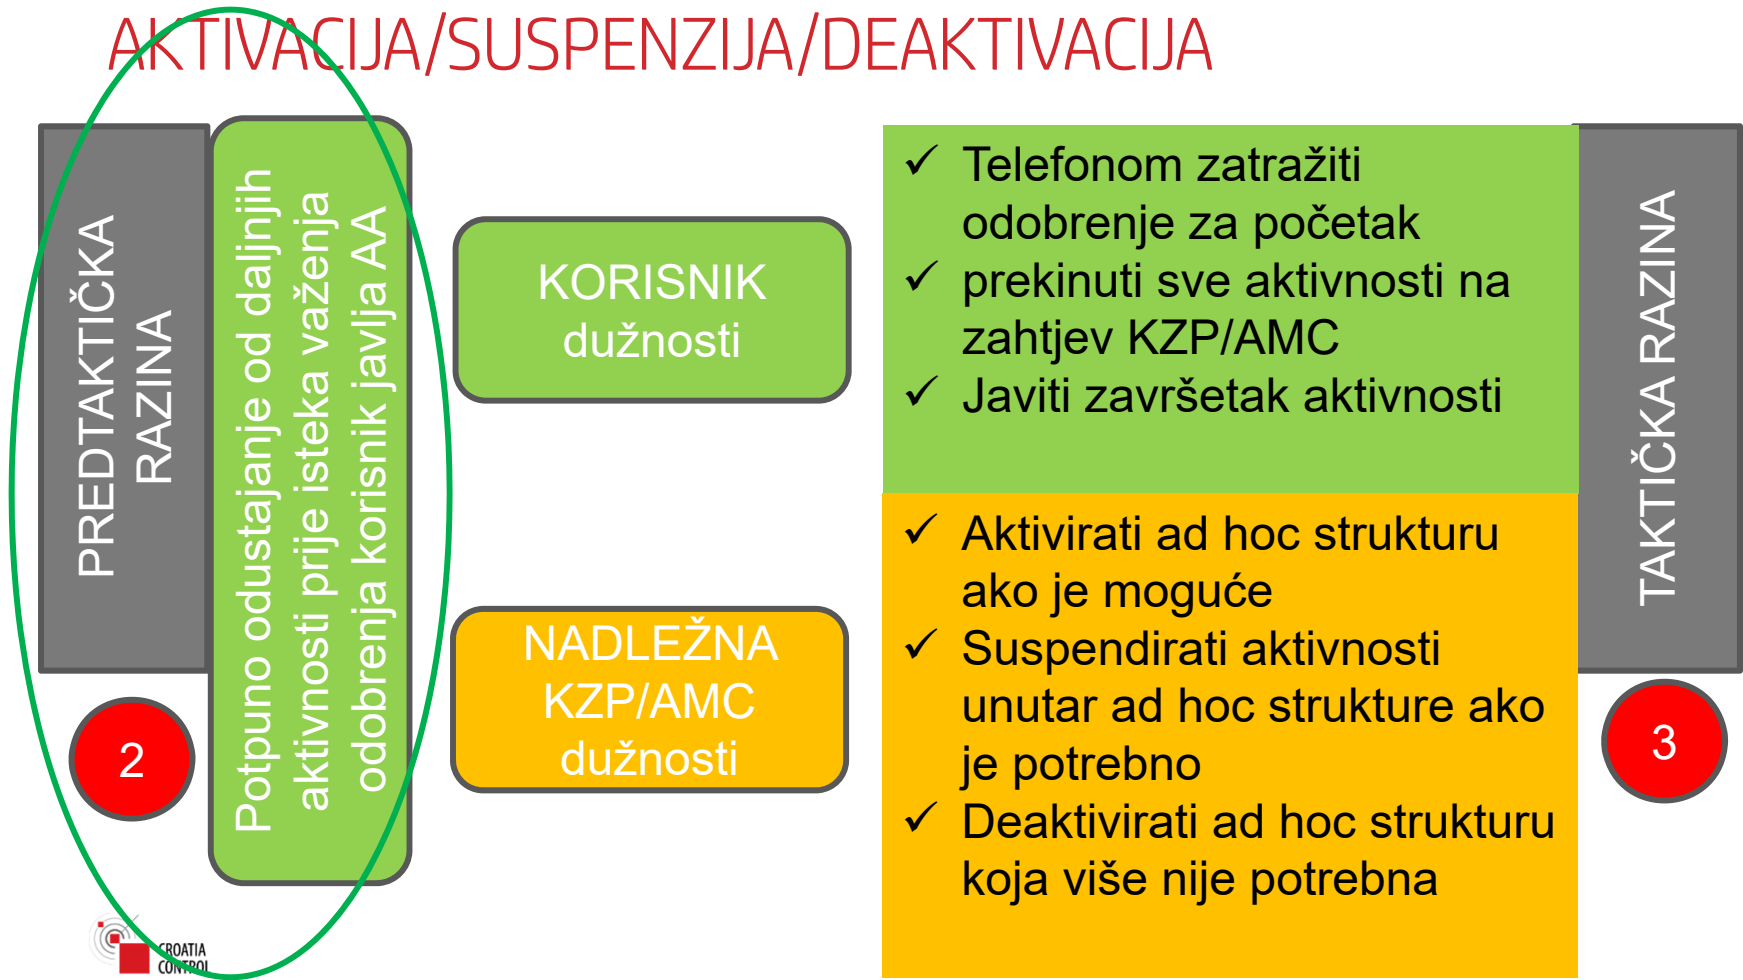 AKTIVACIJA/SUSPENZIJA/DEAKTIVACIJA
PREDTAKTIČKA
RAZINA
2
Potpuno odustajanje od daljnjih
aktivnosti prije isteka važenja
odobrenja korisnik javlja AA
KORISNIK
dužnosti
✓ Telefonom zatražiti
odobrenje za početak
✓ prekinuti sve aktivnosti na
zahtjev KZP/AMC
✓ Javiti završetak aktivnosti
NADLEŽNA
KZP/AMC
dužnosti
✓ Aktivirati ad hoc strukturu
ako je moguće
✓ Suspendirati aktivnosti
unutar ad hoc strukture ako
je potrebno
✓ Deaktivirati ad hoc strukturu
koja više nije potrebna
TAKTIČKA RAZINA
3
CROATIA
CONTROL